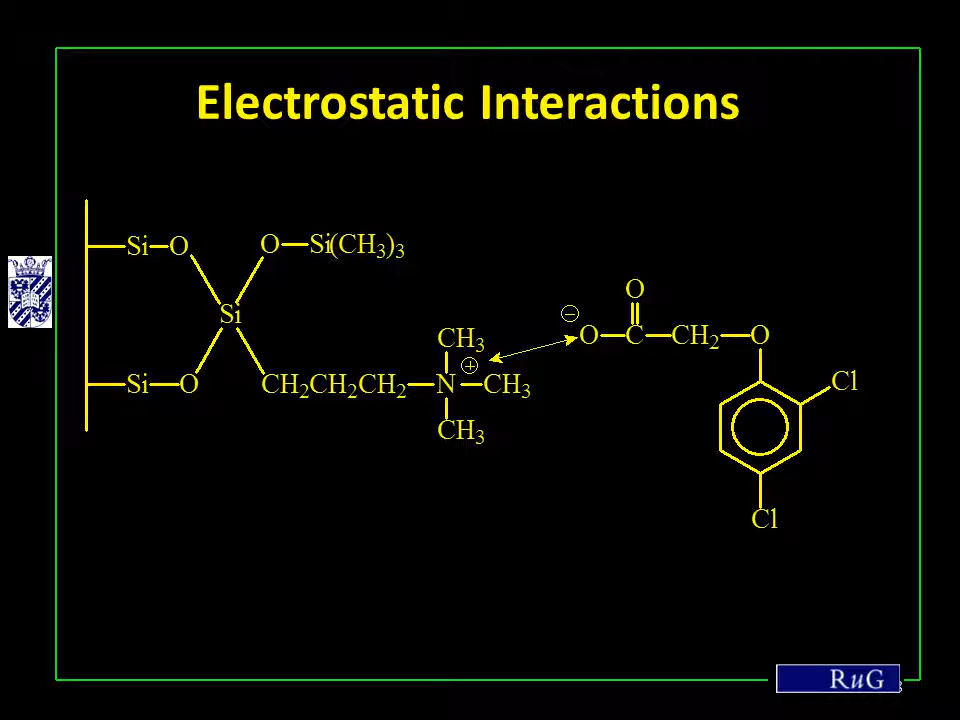 Electrostatic Interactions
Si—O
O—Si(CH₃)₃
Si
Si—O
CH₂CH₂CH₂—N—CH₃
CH₃
⊕
CH₃
O
⊖
O—C—CH₂—O
Cl
Cl
RuG